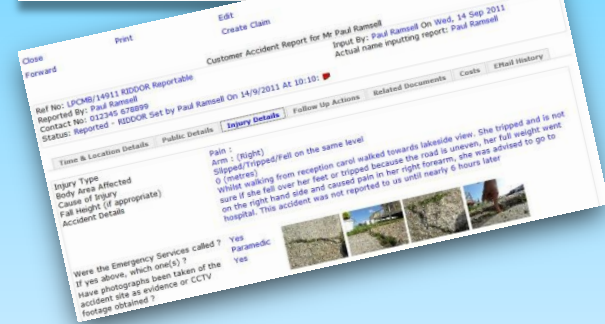 Close Print Edit
Forward Create Claim
Customer Accident Report for Mr Paul Ramsell
Ref No: LPCMB/14911 RIDDOR Reportable Input By: Paul Ramsell On Wed, 14 Sep 2011
Reported By: Paul Ramsell Actual name inputting report: Paul Ramsell
Contact No: 012345 678899
Status: Reported - RIDDOR Set by Paul Ramsell On 14/9/2011 At 10:10:
Time & Location Details Public Details Injury Details Follow Up Actions Related Documents Costs EMail History
Injury Type Pain :
Body Area Affected Arm : (Right)
Cause of Injury Slipped/Tripped/Fell on the same level
Fall Height (if appropriate) 0 (metres)
Accident Details Whilst walking from reception carol walked towards lakeside view. She tripped and is not
sure if she fell over her feet or tripped because the road is uneven, her full weight went
on the right hand side and caused pain in her right forearm, she was advised to go to
hospital. This accident was not reported to us until nearly 6 hours later
Were the Emergency Services called ? Yes
If yes above, which one(s) ? Paramedic
Have photographs been taken of the Yes
accident site as evidence or CCTV
footage obtained ?